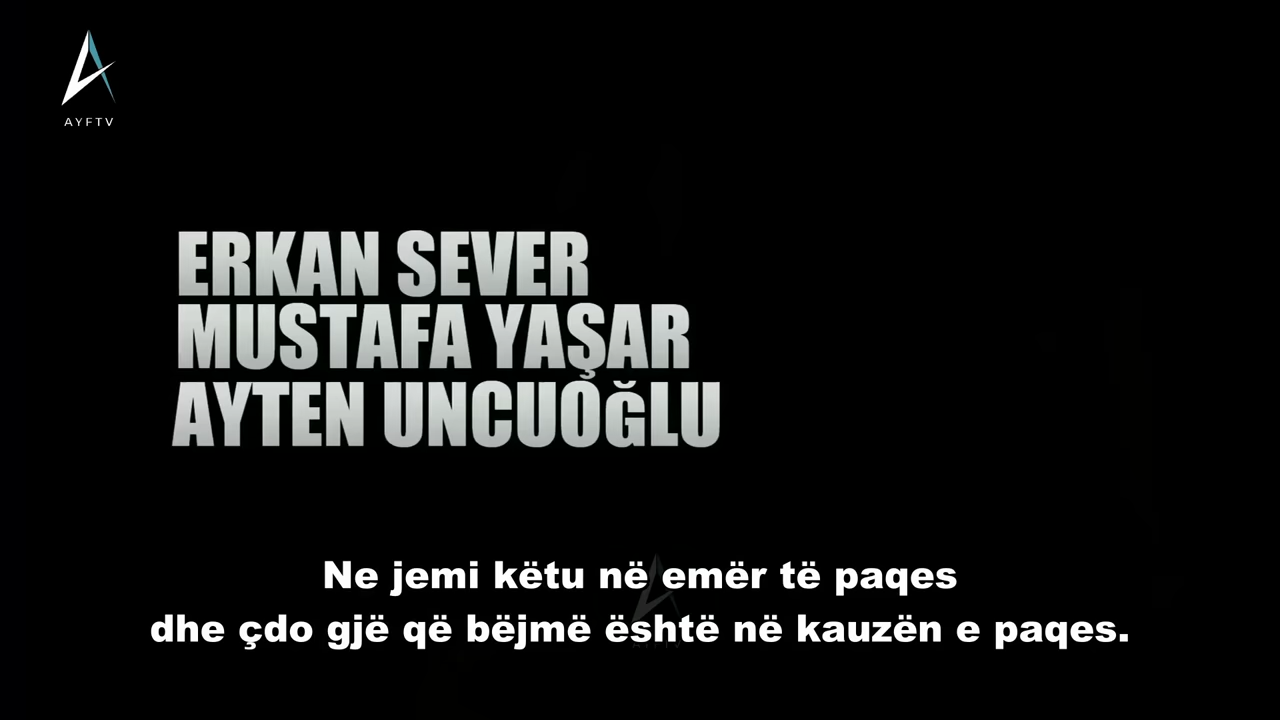 AYFTV
ERKAN SEVER
MUSTAFA YAŞAR
AYTEN UNCUOĞLU
Ne jemi këtu në emër të paqes
dhe çdo gjë që bëjmë është në kauzën e paqes.
AYFTV